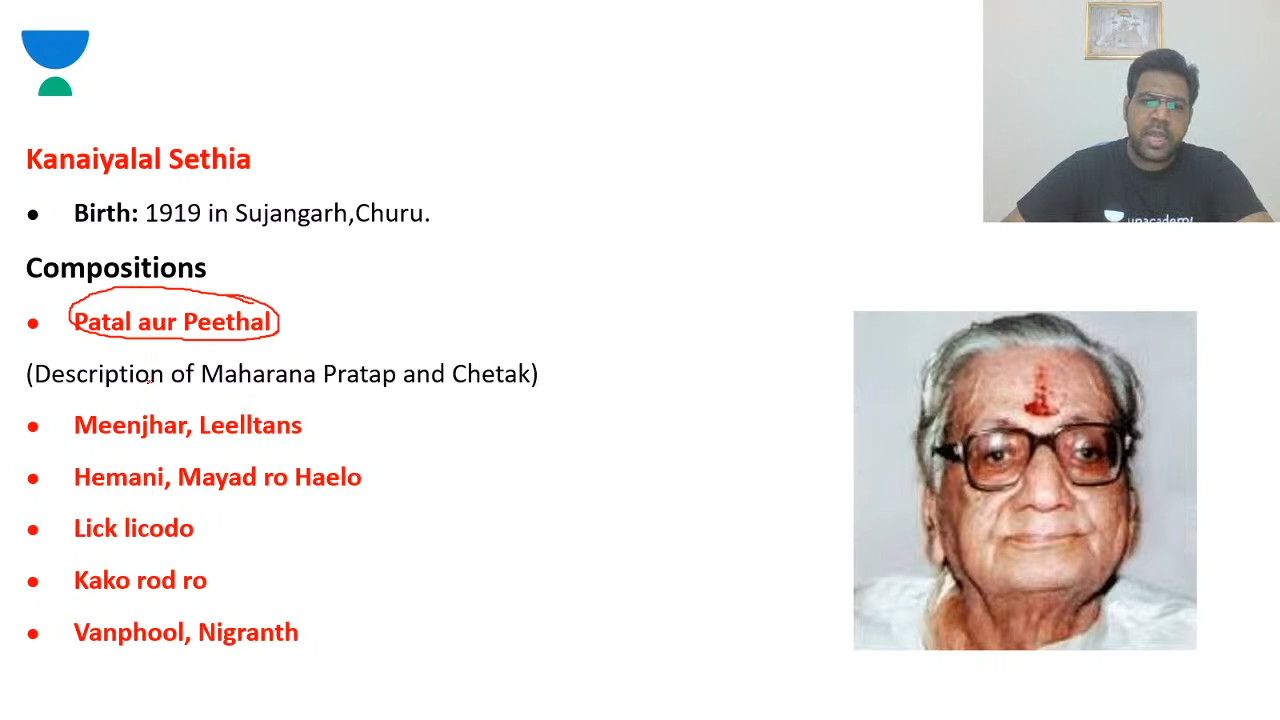 Kanaiyalal Sethia
● Birth: 1919 in Sujangarh,Churu.
Compositions
● Patal aur Peethal
(Description of Maharana Pratap and Chetak)
● Meenjhar, Leelltans
● Hemani, Mayad ro Haelo
● Lick licodo
● Kako rod ro
● Vanphool, Nigranth
unacademy